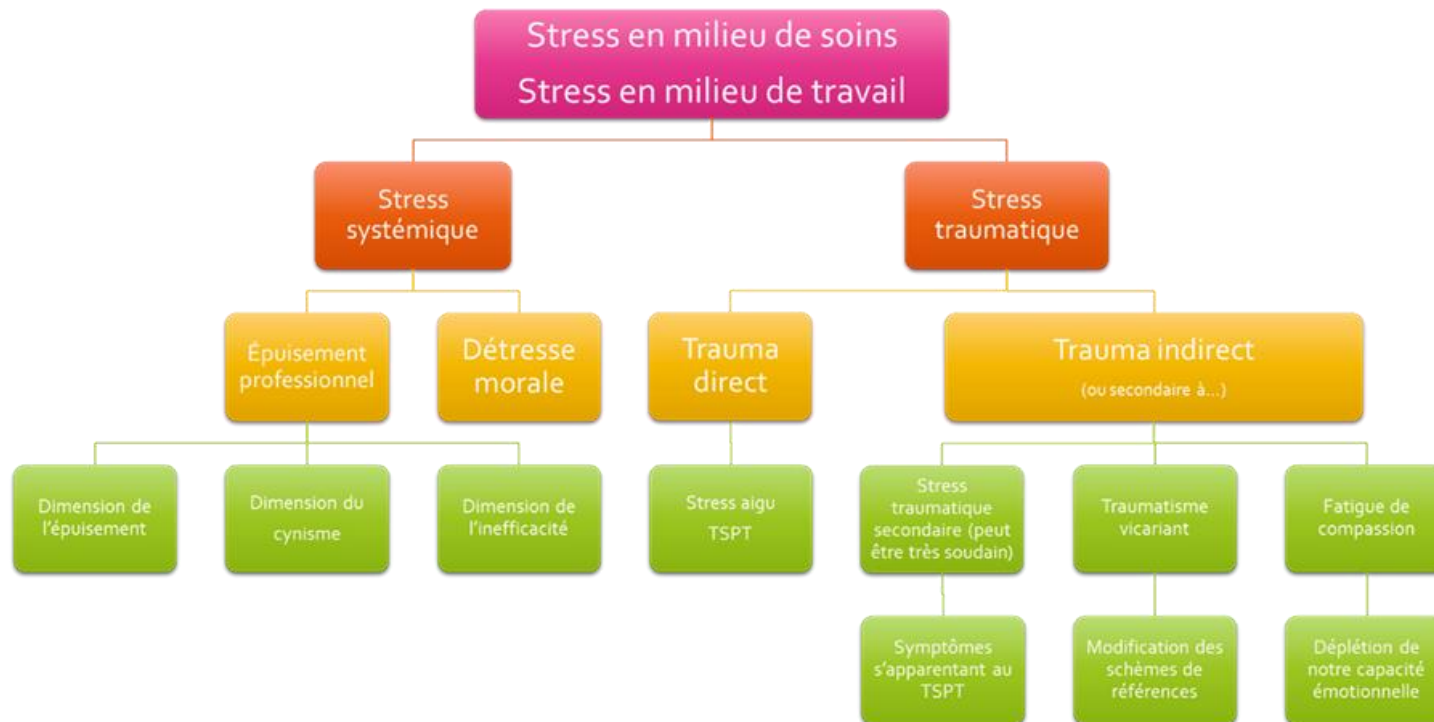 Stress en milieu de soins
Stress en milieu de travail
Stress
systémique
Stress
traumatique
Épuisement
professionnel
Détresse
morale
Trauma
direct
Trauma indirect
(ou secondaire à...)
Dimension de
l'épuisement
Dimension du
cynisme
Dimension de
l'inefficacité
Stress aigu
TSPT
Stress
traumatique
secondaire (peut
être très soudain)
Traumatisme
vicariant
Fatigue de
compassion
Symptômes
s'apparentant au
TSPT
Modification des
schèmes de
références
Déplétion de
notre capacité
émotionnelle